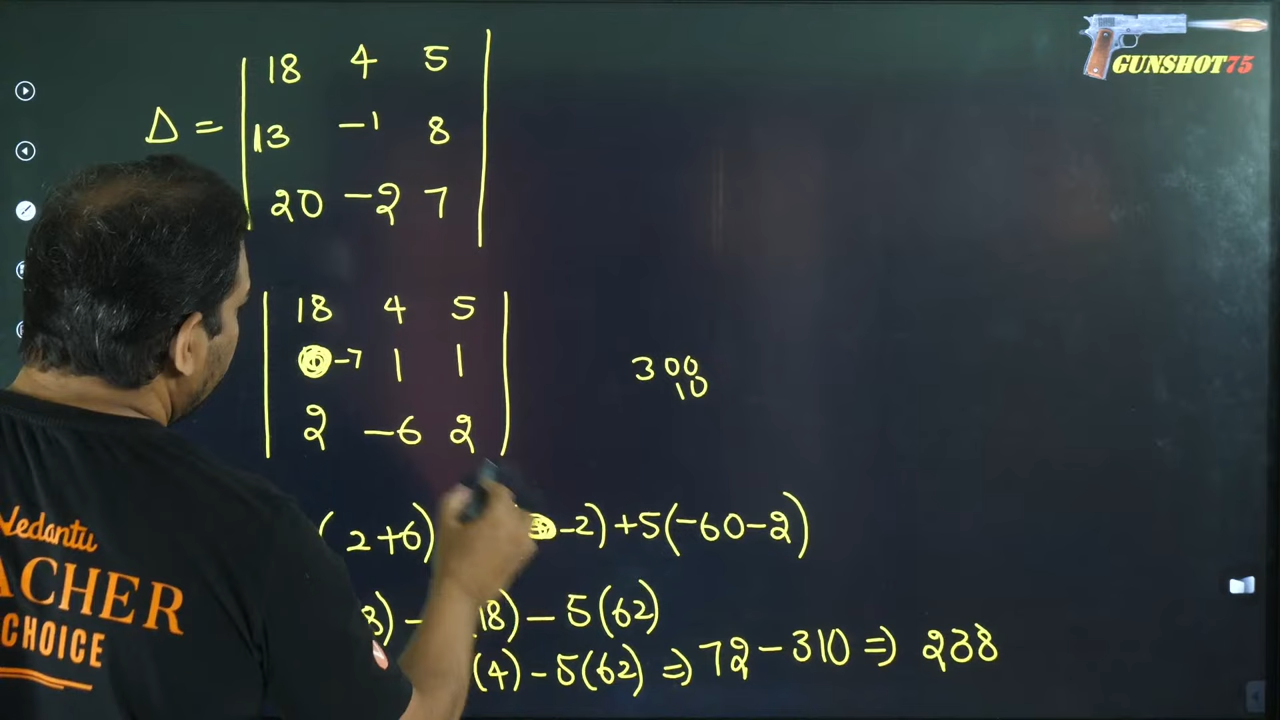 GUNSHOT75
18 4 5
Δ = 13 -1 8
20 -2 7
18 4 5
-7 1 1
2 -6 2
300
10
(2+6) -2) +5(-60-2)
8) - 18) - 5(62)
(4) - 5(62) ⇒ 72 - 310 ⇒ 238
Vedantu
ACHER
CHOICE